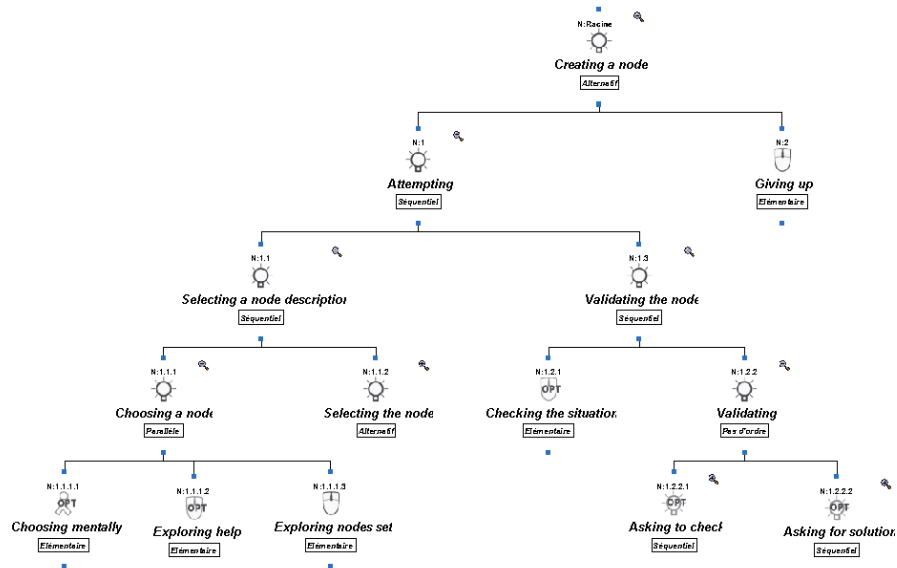 N:Racine
Creating a node
Alternatif
N:1
Attempting
Séquentiel
N:2
Giving up
Elémentaire
N:1.1
Selecting a node description
Séquentiel
N:1.3
Validating the node
Séquentiel
N:1.1.1
Choosing a node
Parallèle
N:1.1.2
Selecting the node
Alternatif
N:1.2.1
OPT
Checking the situation
Elémentaire
N:1.2.2
Validating
Pas d'ordre
N:1.1.1.1
OPT
Choosing mentally
Elémentaire
N:1.1.1.2
OPT
Exploring help
Elémentaire
N:1.1.1.3
Exploring nodes set
Elémentaire
N:1.2.2.1
OPT
Asking to check
Séquentiel
N:1.2.2.2
OPT
Asking for solution
Séquentiel